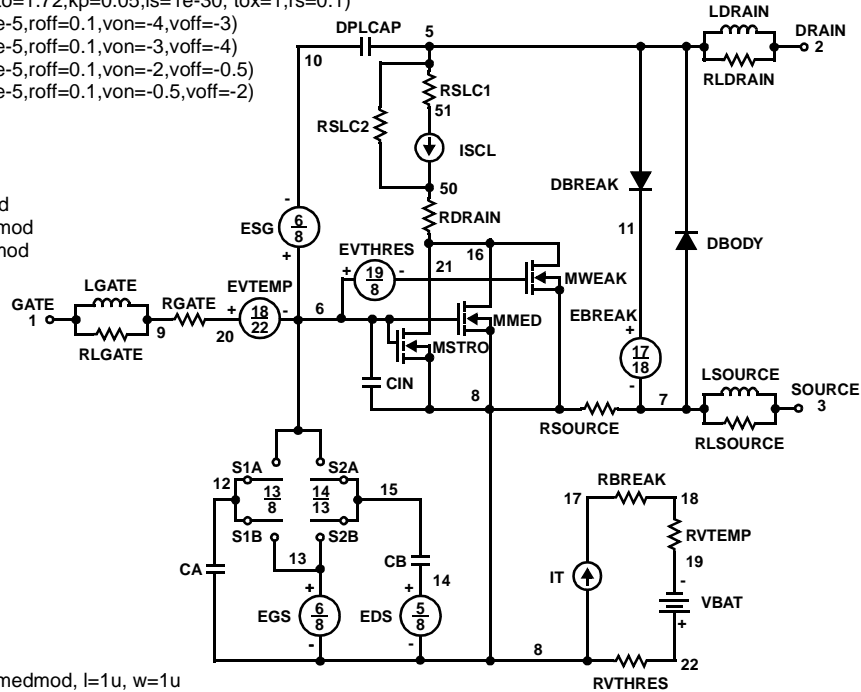 to=1.72,kp=0.05,is=1e-30, tox=1,rs=0.1)
e-5,roff=0.1,von=-4,voff=-3)
e-5,roff=0.1,von=-3,voff=-4)
e-5,roff=0.1,von=-2,voff=-0.5)
e-5,roff=0.1,von=-0.5,voff=-2)
d
mod
mod
LDRAIN
DPLCAP 5 DRAIN
10 2
RLDRAIN
RSLC1
51
RSLC2
ISCL
50
DBREAK
RDRAIN
-
ESG 6 8
+
11
DBODY
EVTHRES 16
+ 19 8 - 21 MWEAK
LGATE EVTEMP
GATE RGATE + 18 22 - 6
1 9 20
EBREAK +
MMED
17 18
-
RLGATE
MSTRO
LSOURCE
CIN
8 7 SOURCE
3
RSOURCE
RLSOURCE
S1A S2A
12 13 8 14 13 15
S1B S2B
RBREAK
17 18
RVTEMP
13
CA CB
19
IT
14
-
VBAT
+
+ +
EGS 6 8 EDS 5 8
- -
8 22
RVTHRES
medmod, l=1u, w=1u